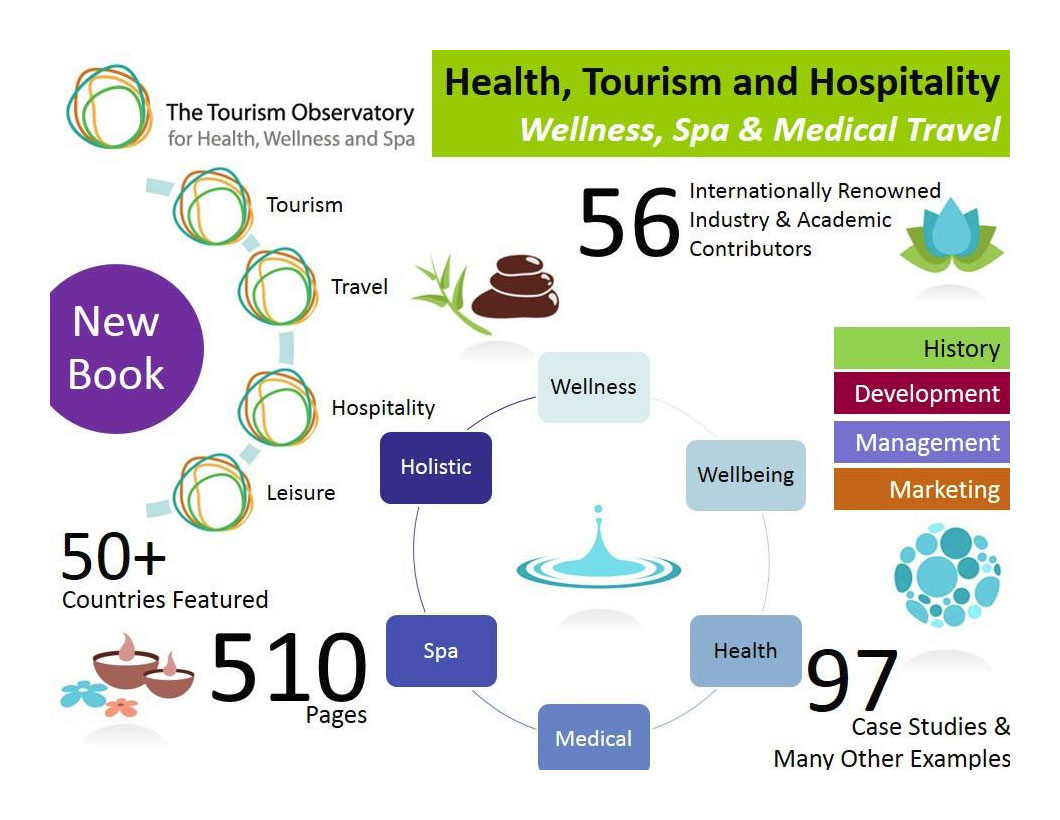 The Tourism Observatory
for Health, Wellness and Spa
Health, Tourism and Hospitality
Wellness, Spa & Medical Travel
Tourism
Travel
Hospitality
Leisure
New
Book
56
Internationally Renowned
Industry & Academic
Contributors
History
Development
Management
Marketing
Wellness
Wellbeing
Health
Medical
Spa
Holistic
50+
Countries Featured
510
Pages
97
Case Studies &
Many Other Examples